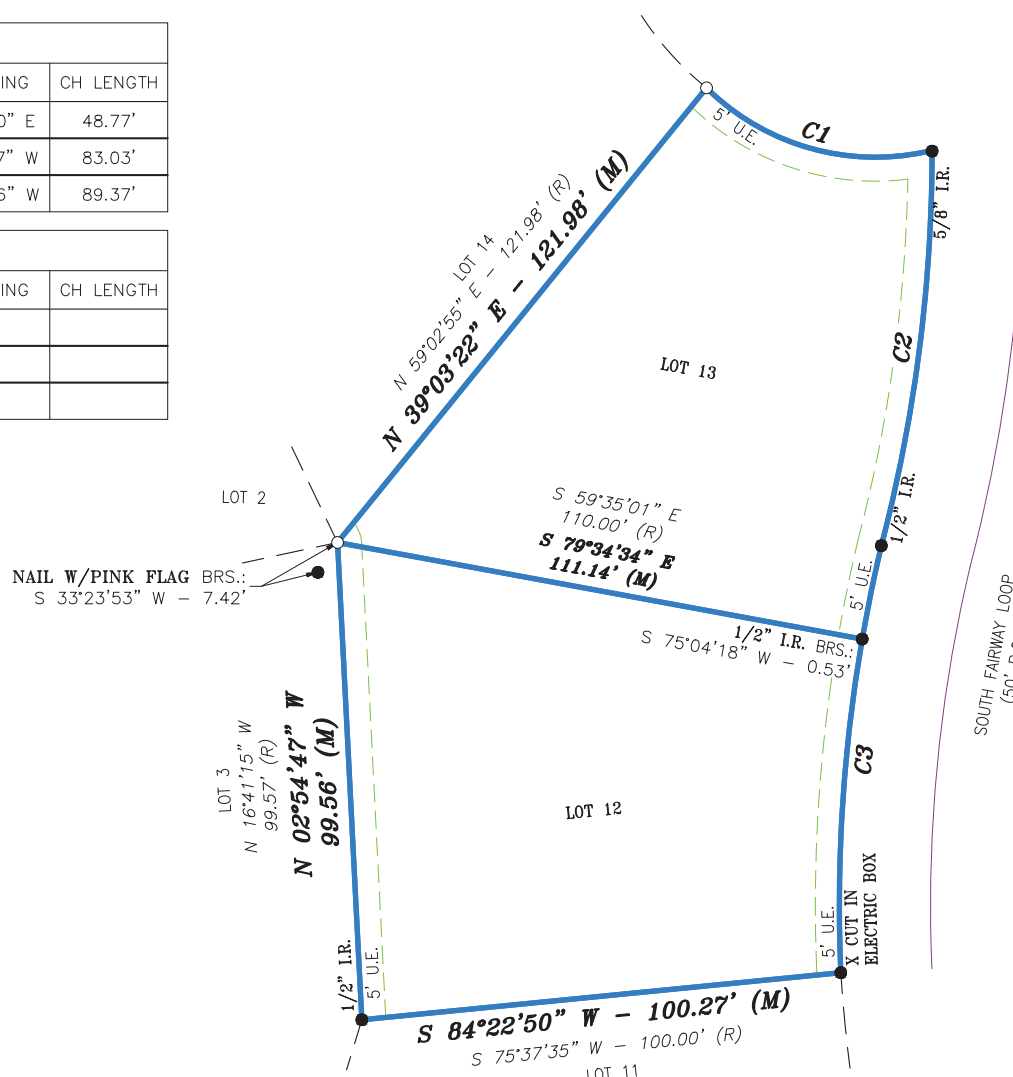 ING CH LENGTH
0" E 48.77'
7" W 83.03'
6" W 89.37'
ING CH LENGTH
5' U.E.
C1
5/8" I.R.
LOT 14
N 59°02'55" E - 121.98' (R)
N 39°03'22" E - 121.98' (M)
C2
LOT 13
LOT 2
S 59°35'01" E
110.00' (R)
S 79°34'34" E
111.14' (M)
1/2" I.R.
NAIL W/PINK FLAG BRS.:
S 33°23'53" W - 7.42'
5' U.E.
1/2" I.R. BRS.:
S 75°04'18" W - 0.53'
SOUTH FAIRWAY LOOP
LOT 3
N 16°41'15" W
99.57' (R)
N 02°54'47" W
99.56' (M)
C3
LOT 12
X CUT IN
ELECTRIC BOX
5' U.E.
1/2" I.R.
5' U.E.
S 84°22'50" W - 100.27' (M)
S 75°37'35" W - 100.00' (R)
LOT 11